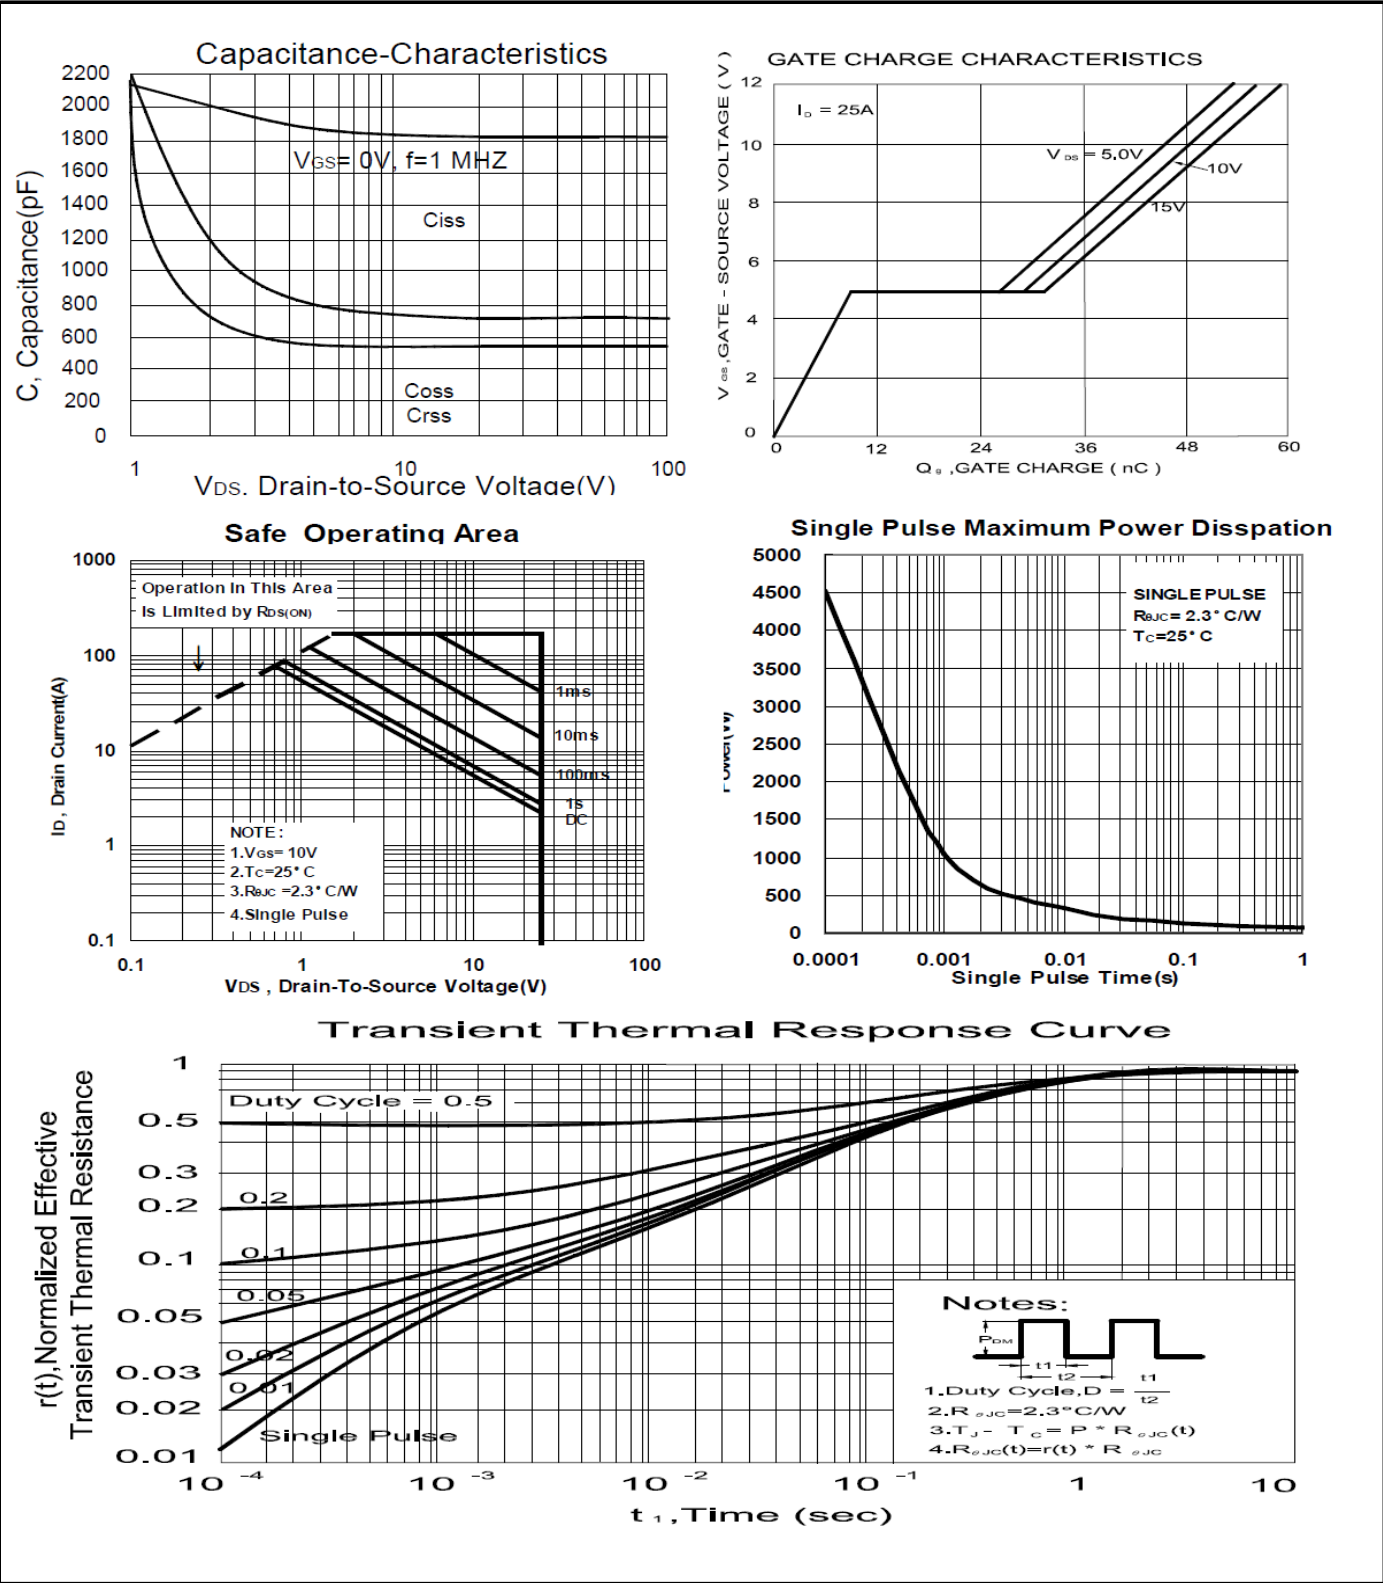 Capacitance-Characteristics
2200
2000
1800
1600
1400
1200
1000
800
600
400
200
0
C, Capacitance(pF)
VGS= 0V, f=1 MHZ
Ciss
Coss
Crss
1 10 100
VDS. Drain-to-Source Voltage(V)
GATE CHARGE CHARACTERISTICS
12
10
8
6
4
2
0
V GS ,GATE - SOURCE VOLTAGE ( V )
ID = 25A
V DS = 5.0V
10V
15V
0 12 24 36 48 60
Q g ,GATE CHARGE ( nC )
Safe Operating Area
1000
100
10
1
0.1
ID , Drain Current(A)
Operation in This Area
is Limited by RDS(ON)
1ms
10ms
100ms
1s
DC
NOTE :
1.VGS= 10V
2.TC=25° C
3.RθJC =2.3° C/W
4.Single Pulse
0.1 1 10 100
VDS , Drain-To-Source Voltage(V)
Single Pulse Maximum Power Disspation
5000
4500
4000
3500
3000
2500
2000
1500
1000
500
0
Power(W)
SINGLE PULSE
RθJC= 2.3° C/W
TC=25° C
0.0001 0.001 0.01 0.1 1
Single Pulse Time(s)
Transient Thermal Response Curve
1
0.5
0.3
0.2
0.1
0.05
0.03
0.02
0.01
r(t),Normalized Effective
Transient Thermal Resistance
Duty Cycle = 0.5
0.2
0.1
0.05
0.02
0.01
Single Pulse
Notes:
PDM
t1
t2
1.Duty Cycle,D = t1
t2
2.R θJC=2.3°C/W
3.TJ- TC = P * RθJC(t)
4.RθJC(t)=r(t) * R θJC
10 -4 10 -3 10 -2 10 -1 1 10
t 1 ,Time (sec)